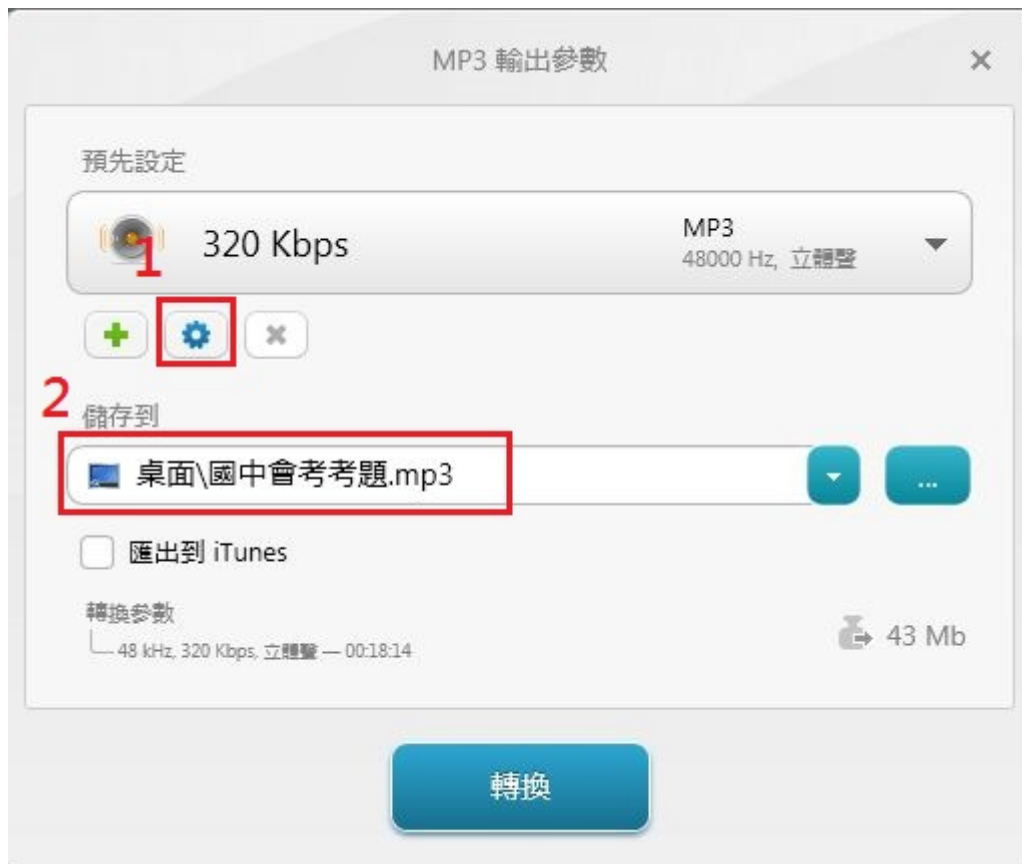 MP3 輸出參數
預先設定
320 Kbps
MP3
48000 Hz, 立體聲
1
2
儲存到
桌面\國中會考考題.mp3
...
匯出到 iTunes
轉換參數
48 kHz, 320 Kbps, 立體聲 — 00:18:14
43 Mb
轉換